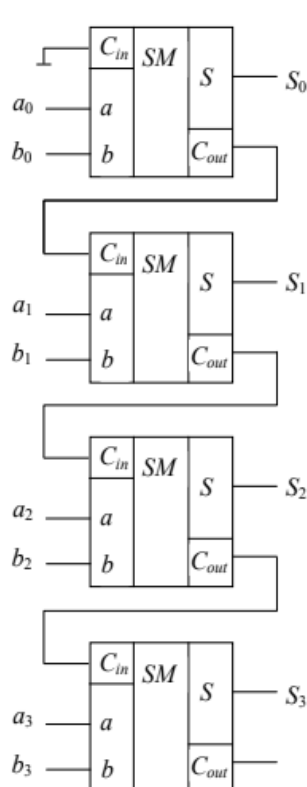 C_in SM S S_0
a_0 a
b_0 b C_out
C_in SM S S_1
a_1 a
b_1 b C_out
C_in SM S S_2
a_2 a
b_2 b C_out
C_in SM S S_3
a_3 a
b_3 b C_out